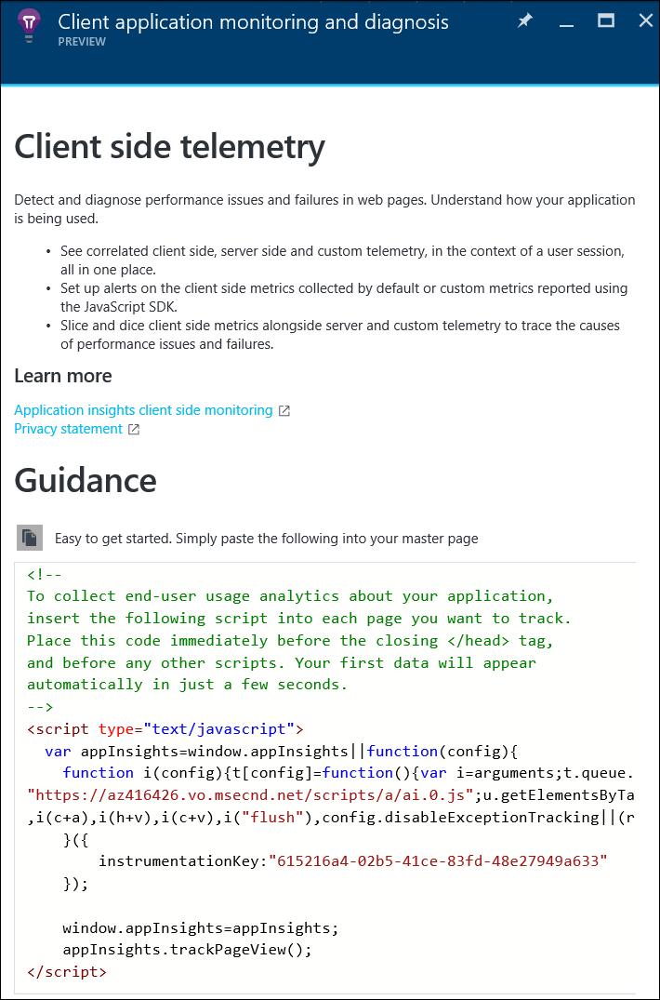 Client application monitoring and diagnosis
PREVIEW
Client side telemetry
Detect and diagnose performance issues and failures in web pages. Understand how your application
is being used.
• See correlated client side, server side and custom telemetry, in the context of a user session,
all in one place.
• Set up alerts on the client side metrics collected by default or custom metrics reported using
the JavaScript SDK.
• Slice and dice client side metrics alongside server and custom telemetry to trace the causes
of performance issues and failures.
Learn more
Application insights client side monitoring
Privacy statement
Guidance
Easy to get started. Simply paste the following into your master page
<!--
To collect end-user usage analytics about your application,
insert the following script into each page you want to track.
Place this code immediately before the closing </head> tag,
and before any other scripts. Your first data will appear
automatically in just a few seconds.
-->
<script type="text/javascript">
  var appInsights=window.appInsights||function(config){
    function i(config){t[config]=function(){var i=arguments;t.queue.
"https://az416426.vo.msecnd.net/scripts/a/ai.0.js";u.getElementsByTa
,i(c+a),i(h+v),i(c+v),i("flush"),config.disableExceptionTracking||(r
    }({
        instrumentationKey:"615216a4-02b5-41ce-83fd-48e27949a633"
    });
    window.appInsights=appInsights;
    appInsights.trackPageView();
</script>